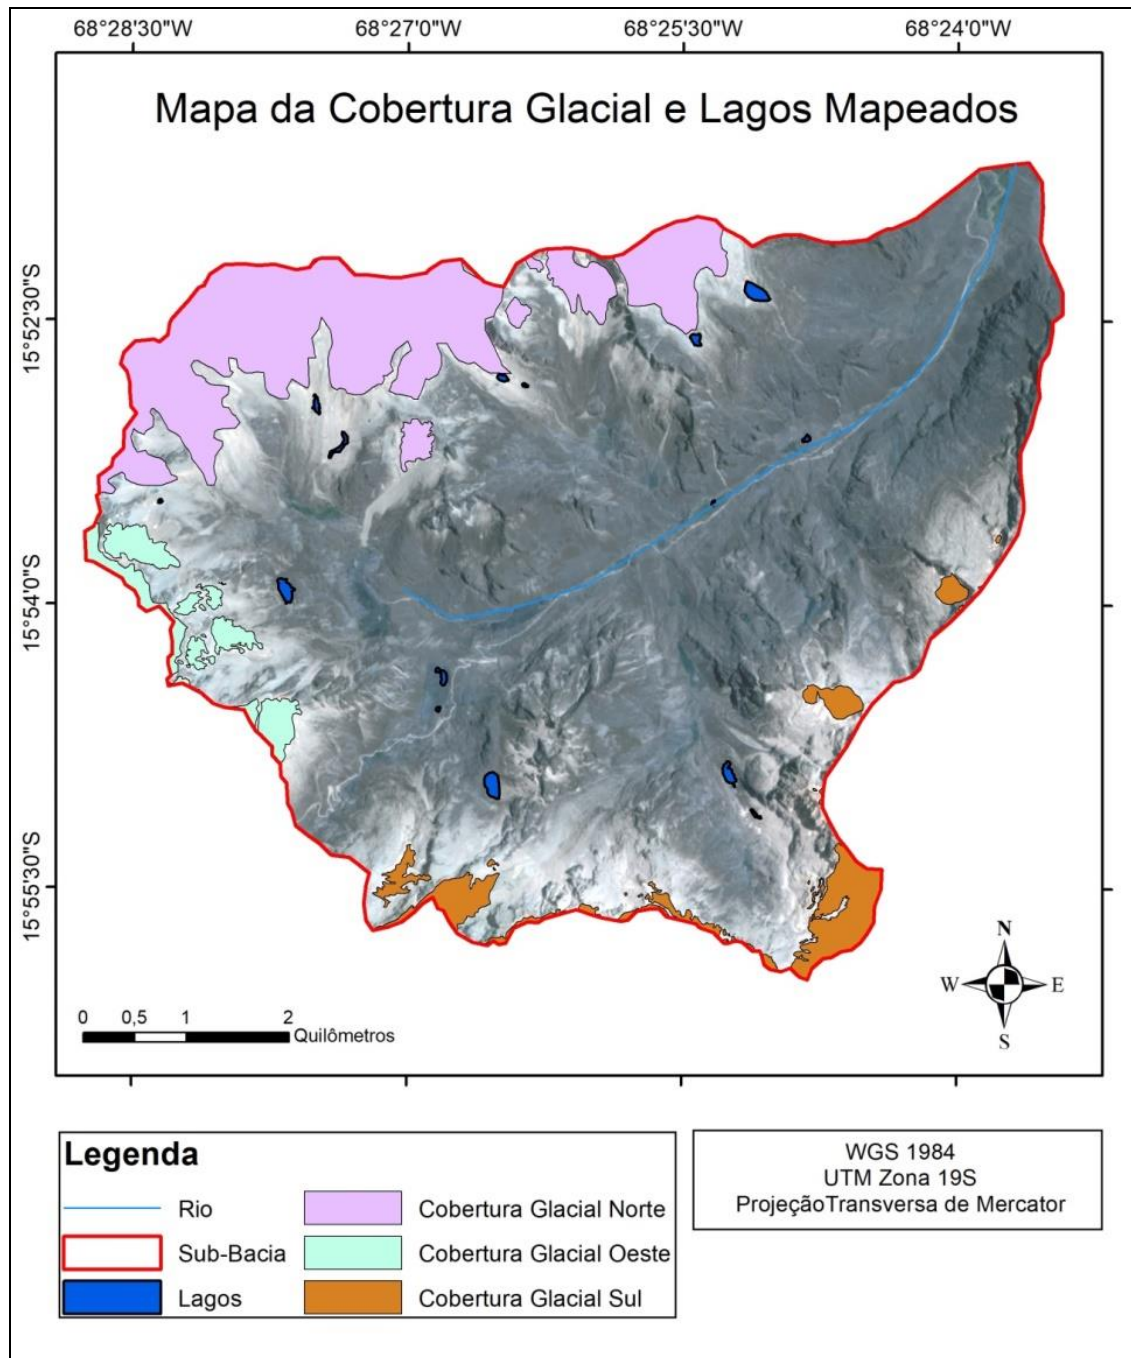 68°28'30"W 68°27'0"W 68°25'30"W 68°24'0"W
Mapa da Cobertura Glacial e Lagos Mapeados
15°52'30"S
15°54'0"S
15°55'30"S
N
W E
S
0 0,5 1 2
Quilômetros
Legenda
Rio
Sub-Bacia
Lagos
Cobertura Glacial Norte
Cobertura Glacial Oeste
Cobertura Glacial Sul
WGS 1984
UTM Zona 19S
ProjeçãoTransversa de Mercator